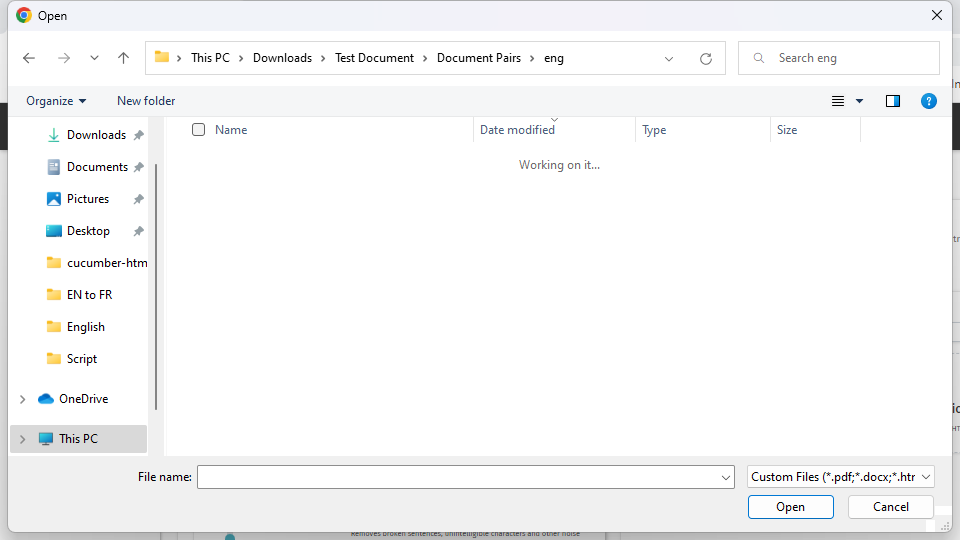 Open
This PC > Downloads > Test Document > Document Pairs > eng
Search eng
Organize
New folder
Name
Date modified
Type
Size
Working on it...
Downloads
Documents
Pictures
Desktop
cucumber-htm
EN to FR
English
Script
OneDrive
This PC
File name:
Custom Files (*.pdf;*.docx;*.htr
Open
Cancel
Removes broken sentences, unintelligible characters and other noise